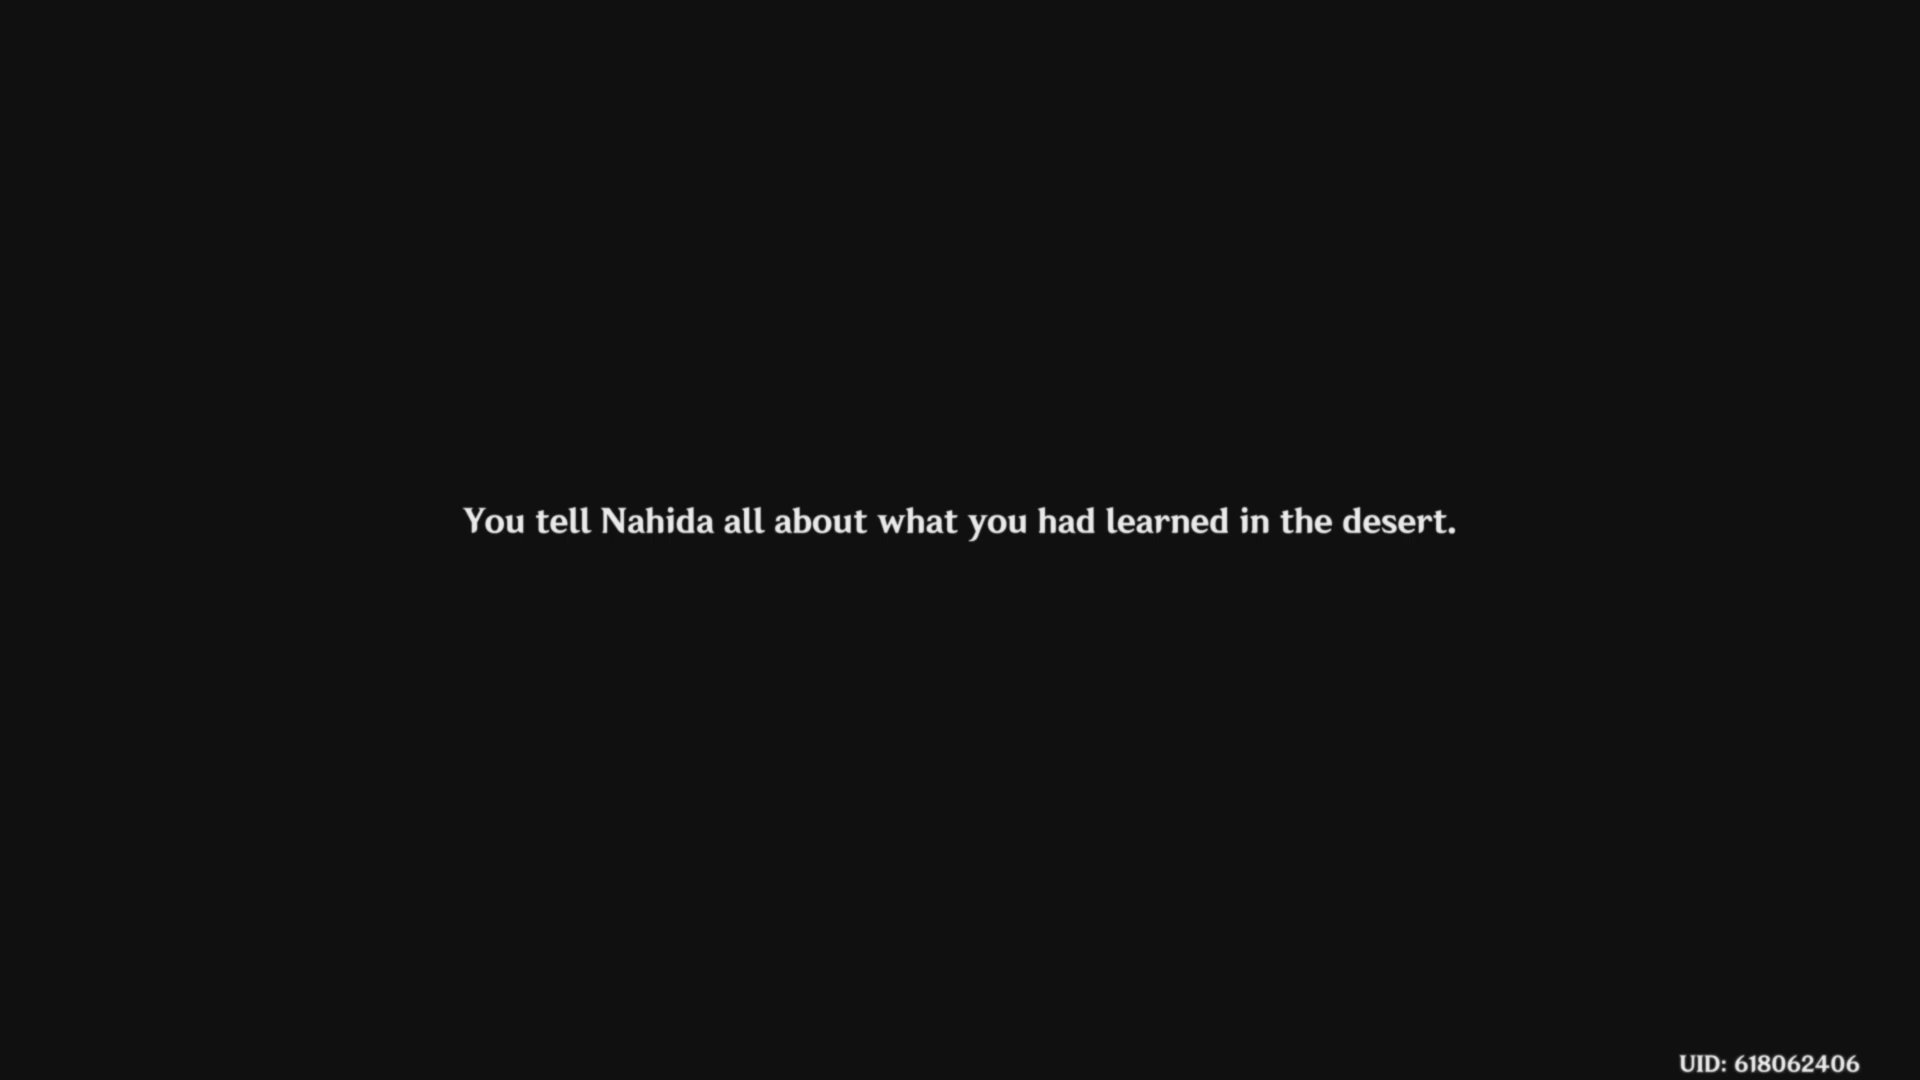 You tell Nahida all about what you had learned in the desert.
UID: 618062406